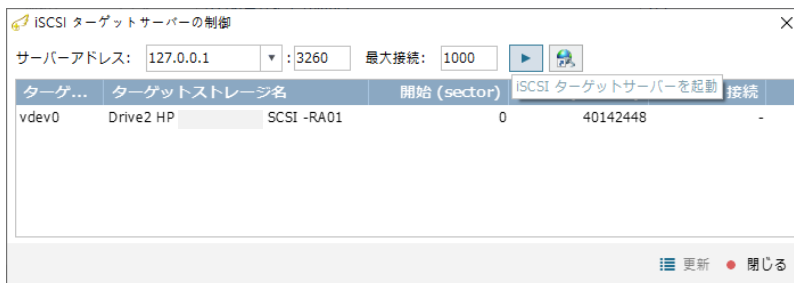 iSCSI ターゲットサーバーの制御
サーバーアドレス: 127.0.0.1 : 3260 最大接続: 1000
iSCSI ターゲットサーバーを起動
ターゲ... ターゲットストレージ名 開始 (sector) 接続
vdev0 Drive2 HP SCSI -RA01 0 40142448 -
更新 閉じる